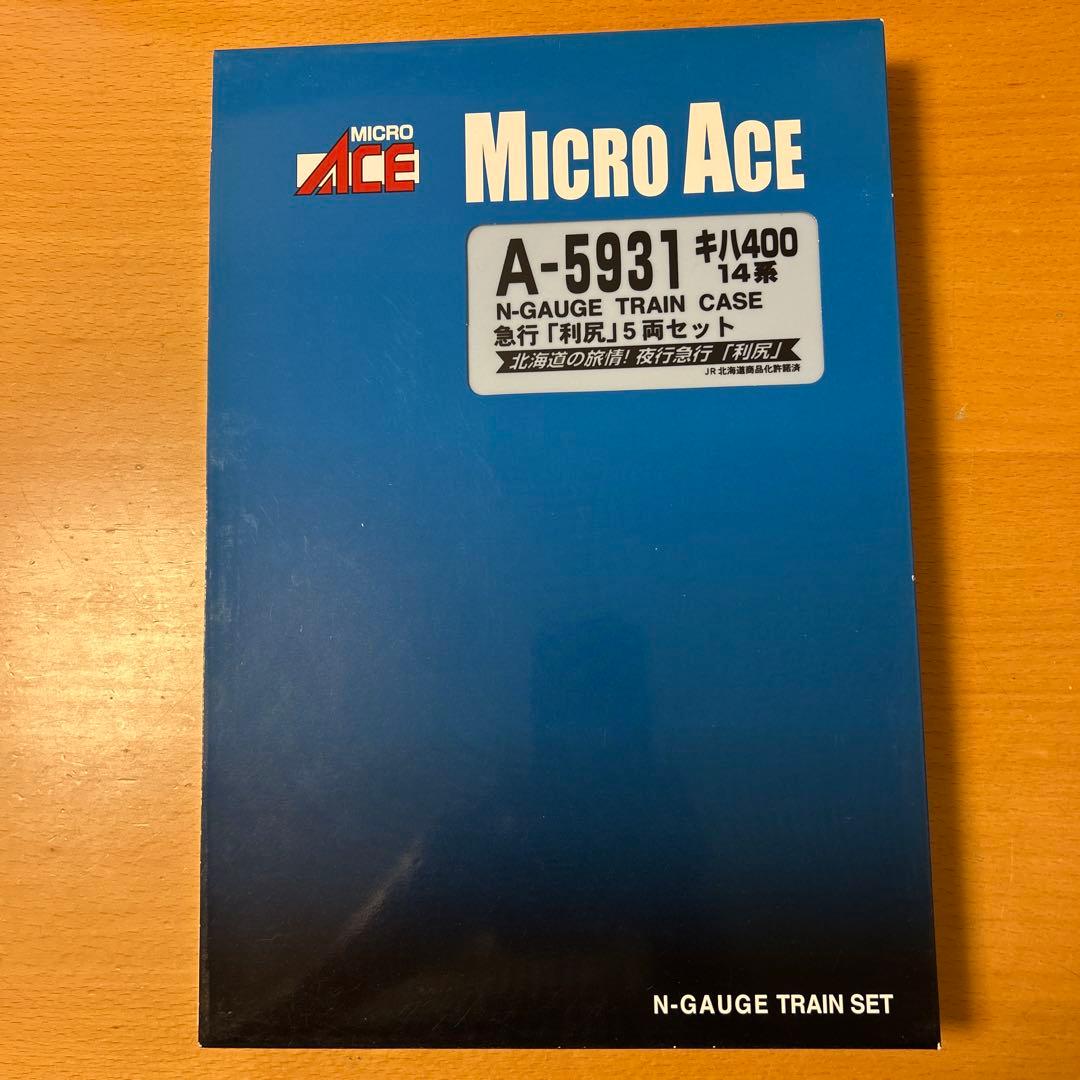 MICRO
ACE
MICRO ACE
A-5931 キハ400
14系
N-GAUGE TRAIN CASE
急行「利尻」5両セット
北海道の旅情!夜行急行「利尻」
JR北海道商品化許諾済
N-GAUGE TRAIN SET